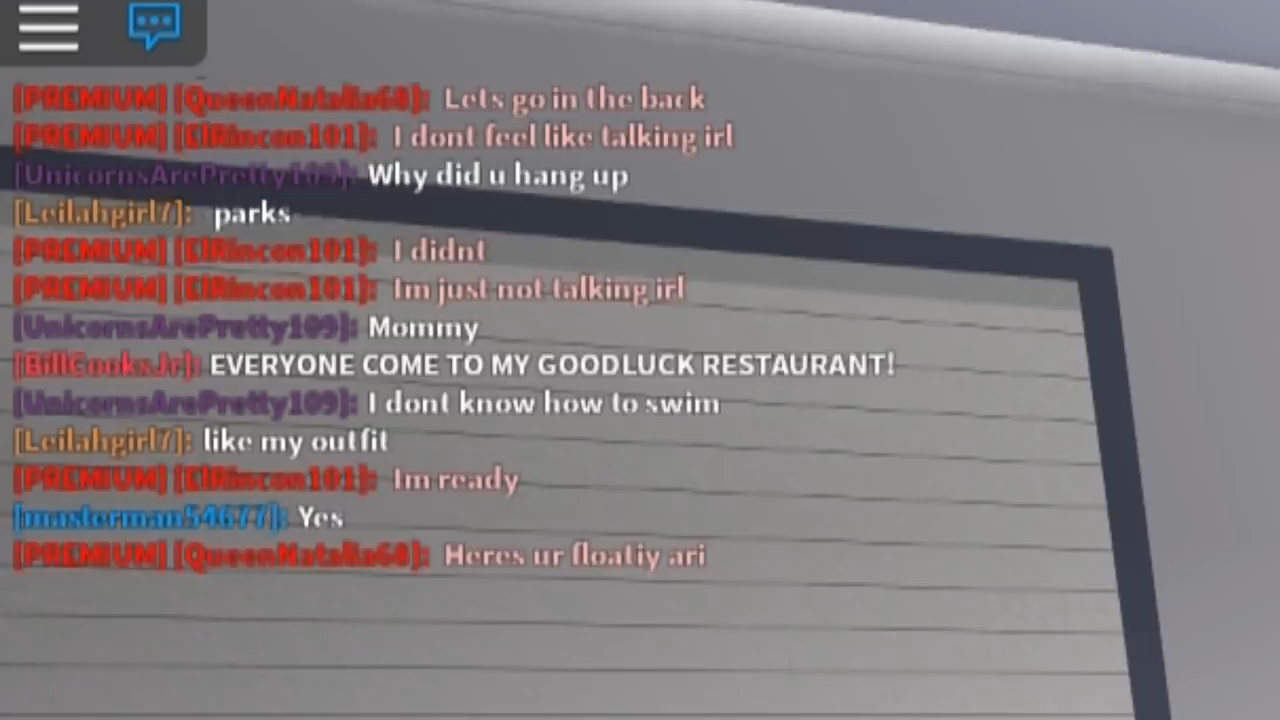 [PREMIUM] [QueenNatalia68]: Lets go in the back
[PREMIUM] [ElRincon101]: I dont feel like talking irl
[UnicornsArePretty109]: Why did u hang up
[Leilahgirl7]: parks
[PREMIUM] [ElRincon101]: I didnt
[PREMIUM] [ElRincon101]: Im just not talking irl
[UnicornsArePretty109]: Mommy
[BillCooksJr]: EVERYONE COME TO MY GOODLUCK RESTAURANT!
[UnicornsArePretty109]: I dont know how to swim
[Leilahgirl7]: like my outfit
[PREMIUM] [ElRincon101]: Im ready
[masterman54677]: Yes
[PREMIUM] [QueenNatalia68]: Heres ur floatiy ari